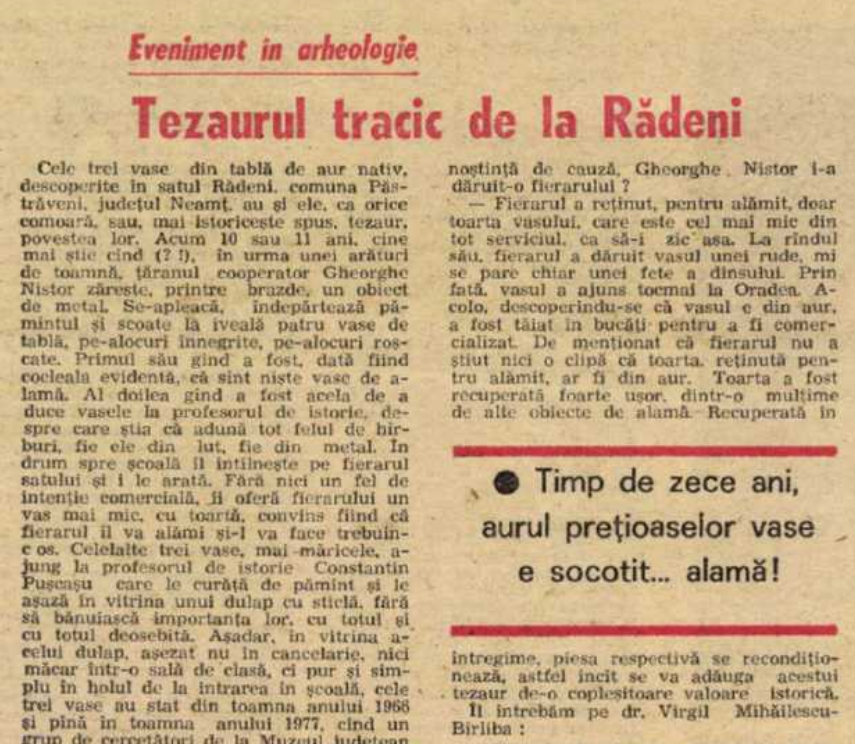 Eveniment in arheologie
Tezaurul tracic de la Rădeni
Cele trei vase din tablă de aur nativ,
descoperite în satul Rădeni, comuna Păs-
trăveni, județul Neamț, au și ele, ca orice
comoară, sau, mai istoricește spus, tezaur,
povestea lor. Acum 10 sau 11 ani, cine
mai știe cînd (? !), în urma unei arături
de toamnă, țăranul cooperator Gheorghe
Nistor zărește, printre brazde, un obiect
de metal. Se-apleacă, îndepărtează pă-
mîntul și scoate la iveală patru vase de
tablă, pe-alocuri înnegrite, pe-alocuri roș-
cate. Primul său gînd a fost, dată fiind
cocleala evidentă, că sînt niște vase de a-
lamă. Al doilea gînd a fost acela de a
duce vasele la profesorul de istorie, de-
spre care știa că adună tot felul de hîr-
buri, fie ele din lut, fie din metal. În
drum spre școală îl întîlnește pe fierarul
satului și i le arată. Fără nici un fel de
intenție comercială, îi oferă fierarului un
vas mai mic, cu toartă, convins fiind că
fierarul îl va alămi și-l va face trebuin-
c os. Celelalte trei vase, mai măricele, a-
jung la profesorul de istorie Constantin
Pușcașu care le curăță de pămînt și le
așază în vitrina unui dulap cu sticlă, fără
să bănuiască importanța lor, cu totul și
cu totul deosebită. Așadar, în vitrina a-
celui dulap, așezat nu în cancelarie, nici
măcar într-o sală de clasă, ci pur și sim-
plu în holul de la intrarea în școală, cele
trei vase au stat din toamna anului 1966
și pînă în toamna anului 1977, cînd un
grup de cercetători de la Muzeul județean
noștință de cauză, Gheorghe Nistor i-a
dăruit-o fierarului ?
— Fierarul a reținut, pentru alămit, doar
toarta vasului, care este cel mai mic din
tot serviciul, ca să-i zic așa. La rîndul
său, fierarul a dăruit vasul unei rude, mi
se pare chiar unei fete a dînsului. Prin
fată, vasul a ajuns tocmai la Oradea. A-
colo, descoperindu-se că vasul e din aur,
a fost tăiat în bucăți pentru a fi comer-
cializat. De menționat că fierarul nu a
știut nici o clipă că toarta, reținută pen-
tru alămit, ar fi din aur. Toarta a fost
recuperată foarte ușor, dintr-o mulțime
de alte obiecte de alamă. Recuperată în
● Timp de zece ani,
aurul prețioaselor vase
e socotit... alamă!
întregime, piesa respectivă se recondițio-
nează, astfel încît se va adăuga acestui
tezaur de-o copleșitoare valoare istorică.
Îl întrebăm pe dr. Virgil Mihăilescu-
Bîrliba :